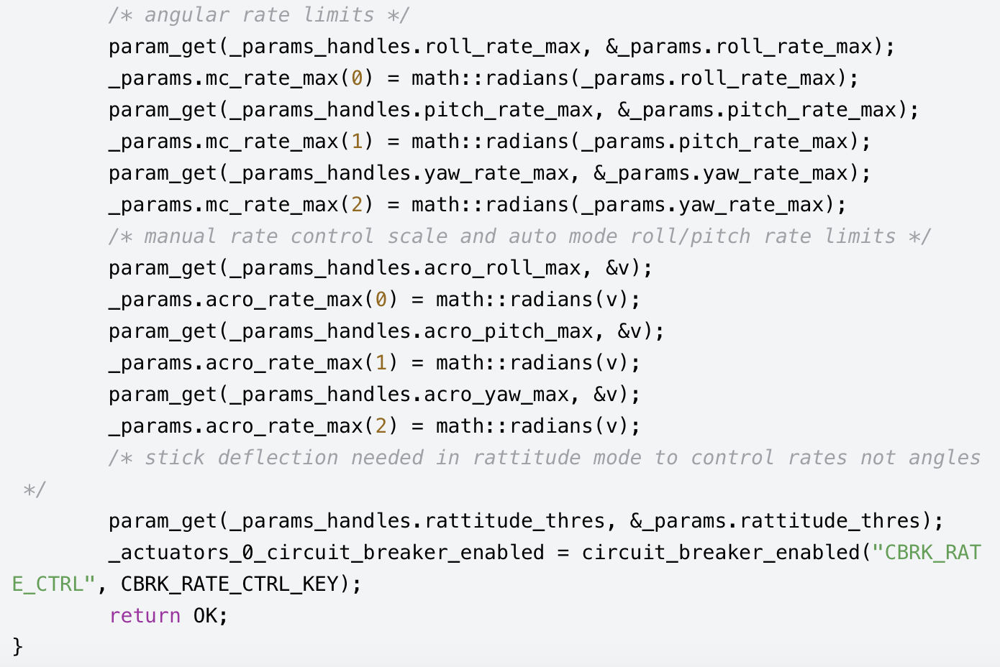 /* angular rate limits */
param_get(_params_handles.roll_rate_max, &_params.roll_rate_max);
_params.mc_rate_max(0) = math::radians(_params.roll_rate_max);
param_get(_params_handles.pitch_rate_max, &_params.pitch_rate_max);
_params.mc_rate_max(1) = math::radians(_params.pitch_rate_max);
param_get(_params_handles.yaw_rate_max, &_params.yaw_rate_max);
_params.mc_rate_max(2) = math::radians(_params.yaw_rate_max);
/* manual rate control scale and auto mode roll/pitch rate limits */
param_get(_params_handles.acro_roll_max, &v);
_params.acro_rate_max(0) = math::radians(v);
param_get(_params_handles.acro_pitch_max, &v);
_params.acro_rate_max(1) = math::radians(v);
param_get(_params_handles.acro_yaw_max, &v);
_params.acro_rate_max(2) = math::radians(v);
/* stick deflection needed in rattitude mode to control rates not angles
*/
param_get(_params_handles.rattitude_thres, &_params.rattitude_thres);
_actuators_0_circuit_breaker_enabled = circuit_breaker_enabled("CBRK_RAT
E_CTRL", CBRK_RATE_CTRL_KEY);
return OK;
}